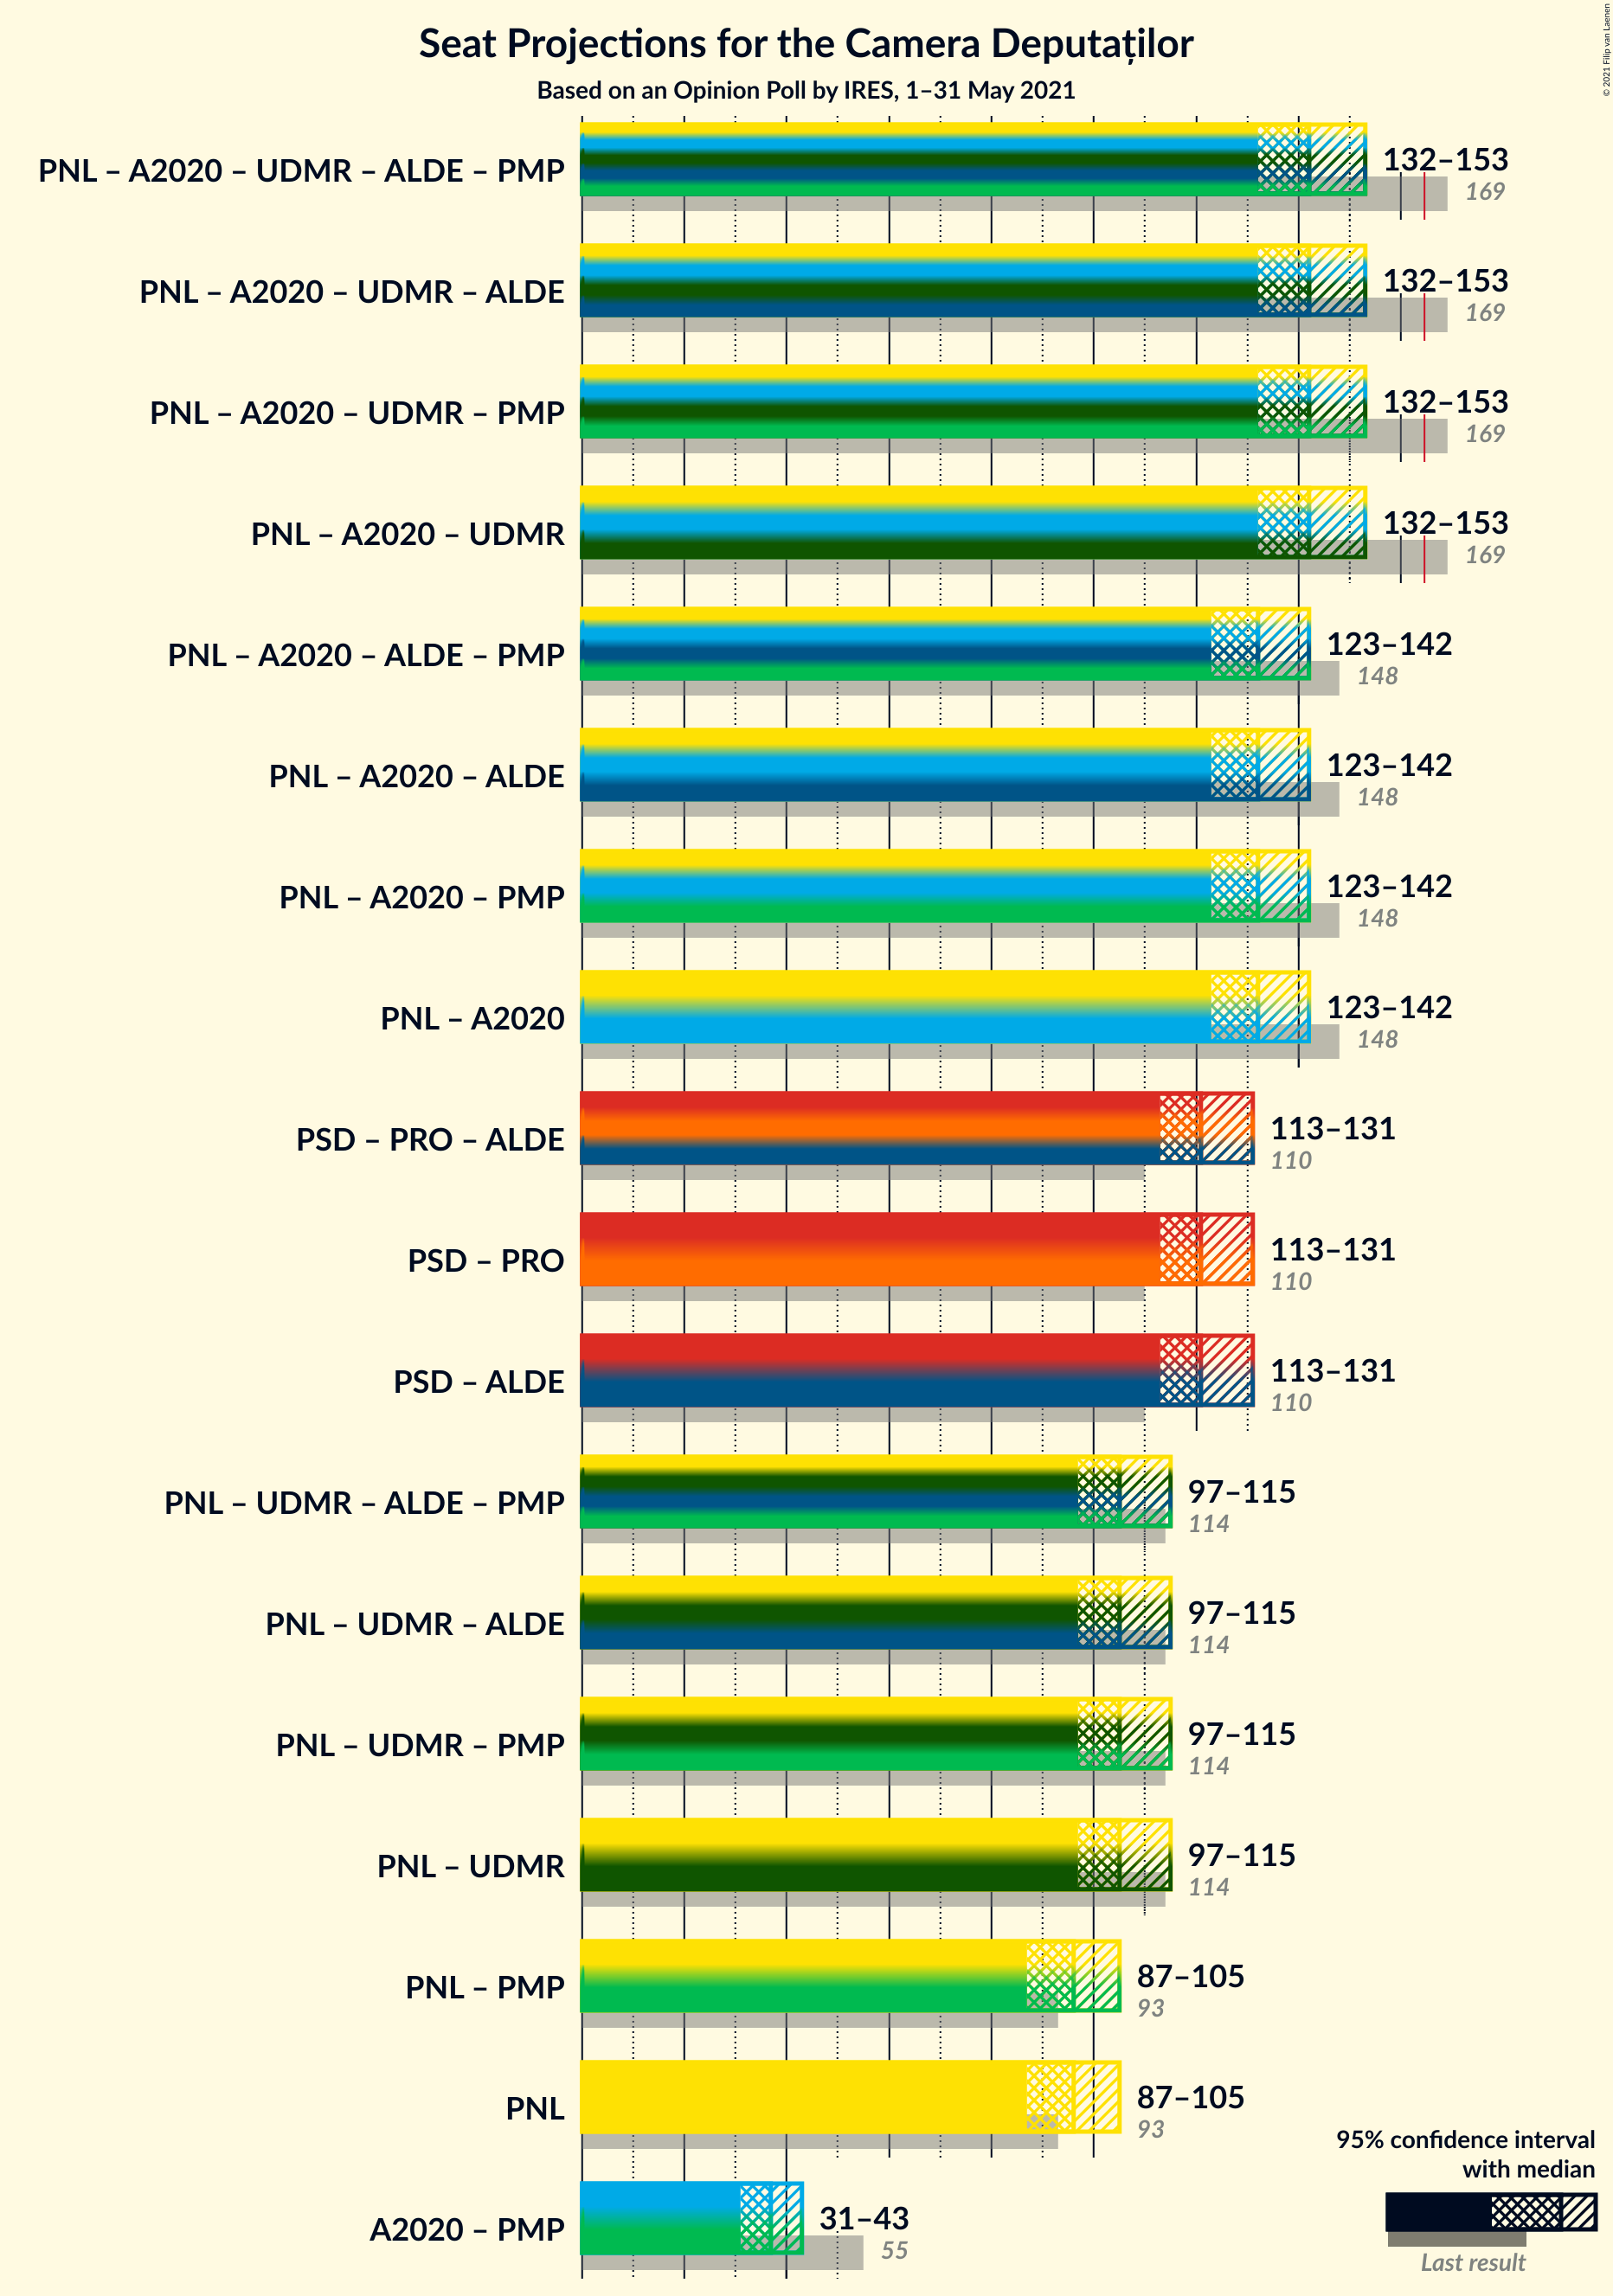 © 2021 Filip van Laenen
Seat Projections for the Camera Deputaților
Based on an Opinion Poll by IRES, 1–31 May 2021
PNL – A2020 – UDMR – ALDE – PMP
132–153
169
PNL – A2020 – UDMR – ALDE
132–153
169
PNL – A2020 – UDMR – PMP
132–153
169
PNL – A2020 – UDMR
132–153
169
PNL – A2020 – ALDE – PMP
123–142
148
PNL – A2020 – ALDE
123–142
148
PNL – A2020 – PMP
123–142
148
PNL – A2020
123–142
148
PSD – PRO – ALDE
113–131
110
PSD – PRO
113–131
110
PSD – ALDE
113–131
110
PNL – UDMR – ALDE – PMP
97–115
114
PNL – UDMR – ALDE
97–115
114
PNL – UDMR – PMP
97–115
114
PNL – UDMR
97–115
114
PNL – PMP
87–105
93
PNL
87–105
93
A2020 – PMP
31–43
55
95% confidence interval
with median
Last result